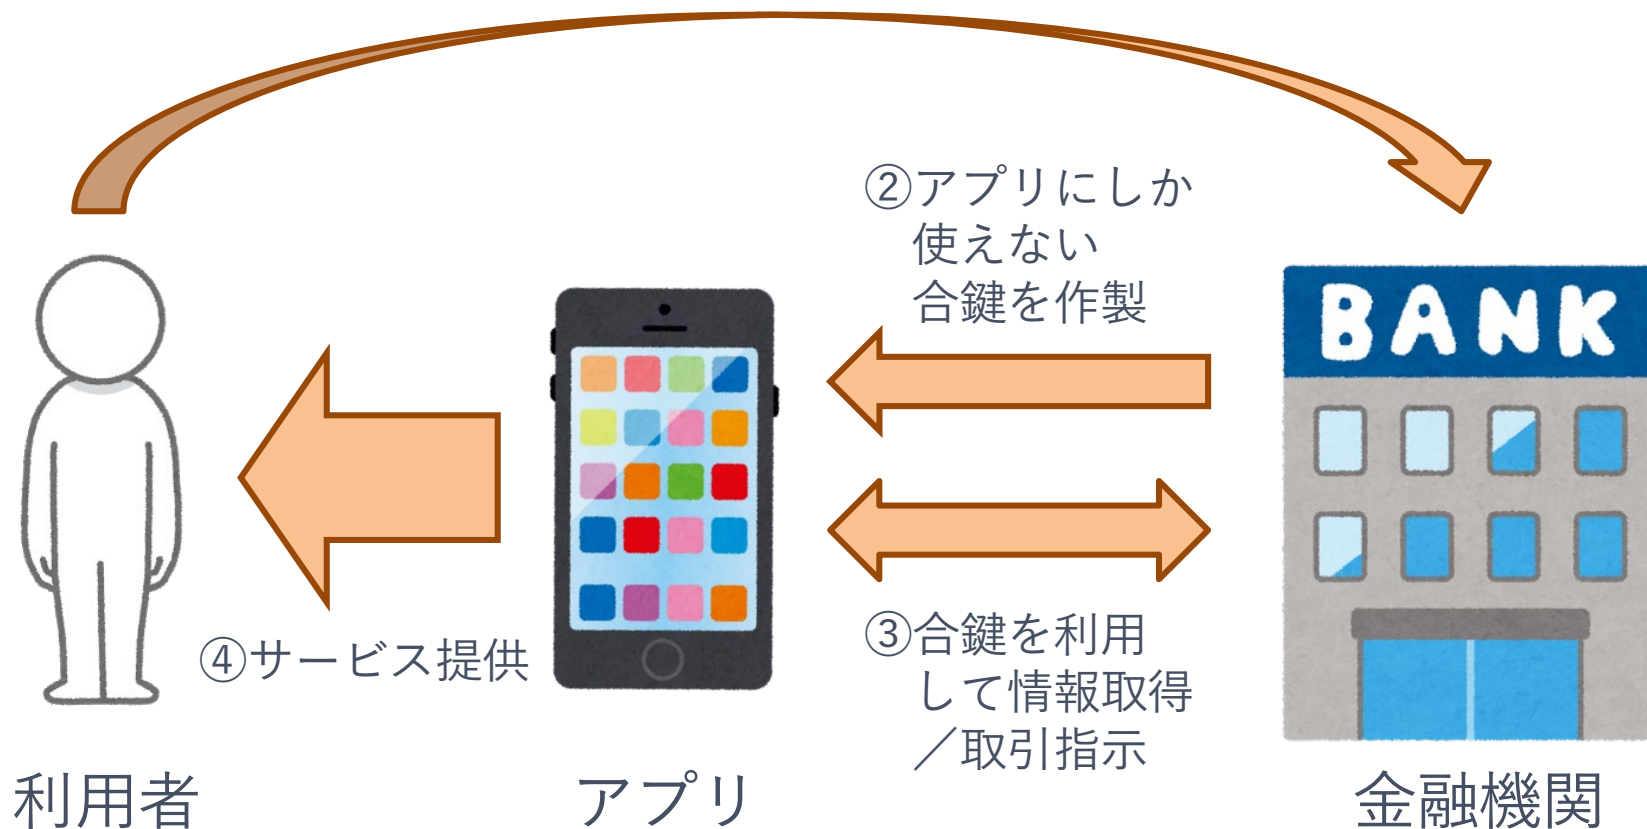 ②アプリにしか
使えない
合鍵を作製
BANK
③合鍵を利用
して情報取得
／取引指示
④サービス提供
利用者
アプリ
金融機関